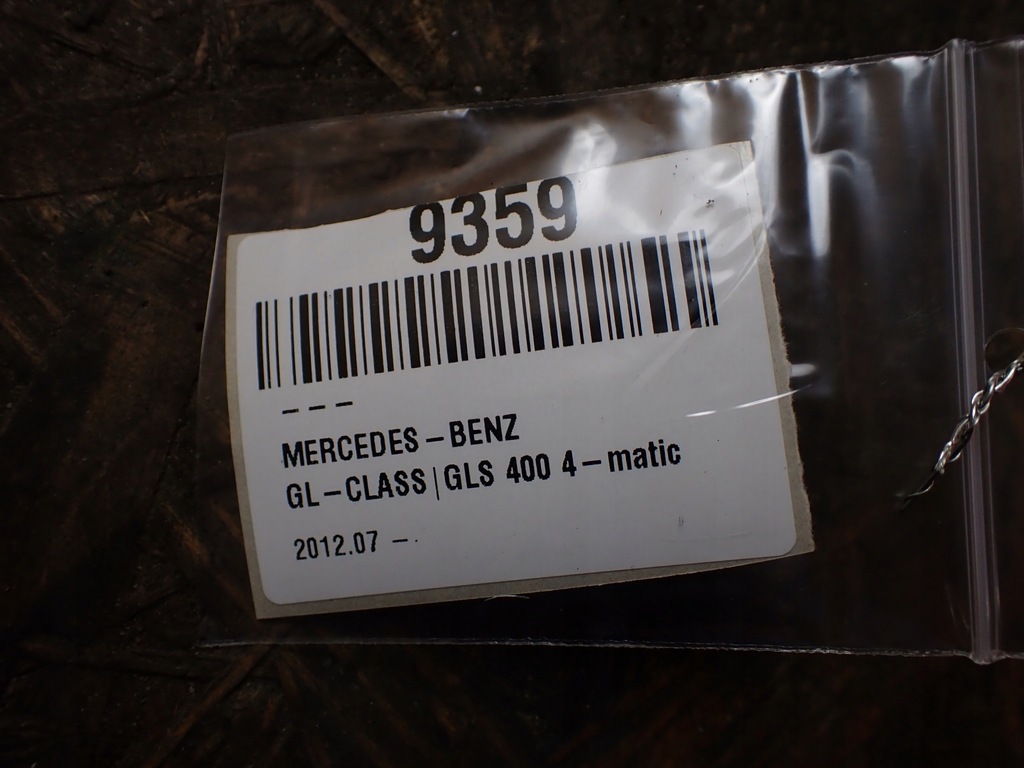 9359
– – –
MERCEDES – BENZ
GL – CLASS | GLS 400 4 – matic
2012.07 – .